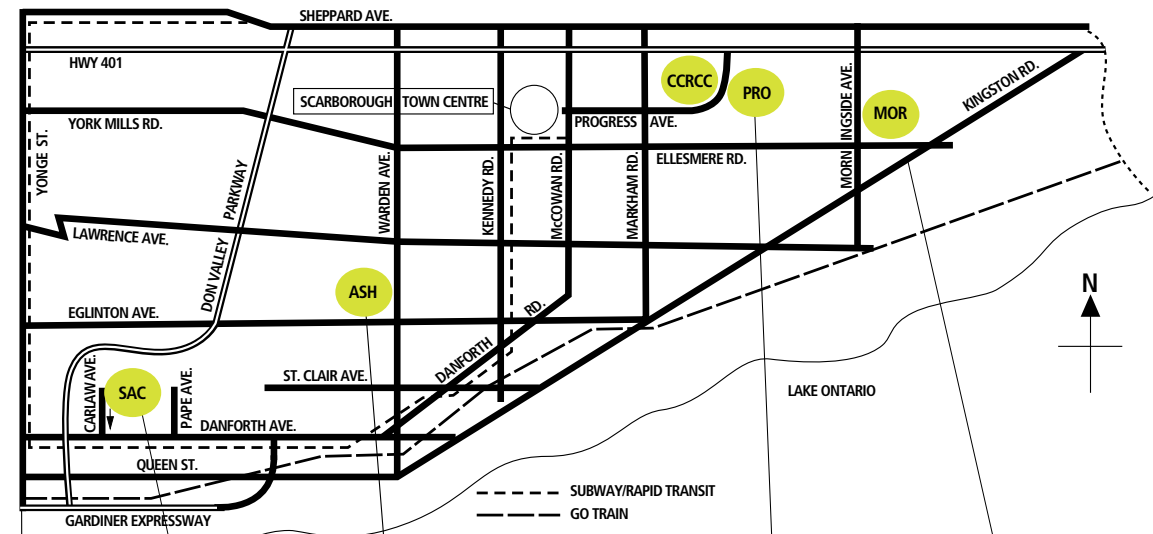 SHEPPARD AVE.
HWY 401
SCARBOROUGH TOWN CENTRE
CCRCC
PRO
MOR
KINGSTON RD.
YORK MILLS RD.
PROGRESS AVE.
ELLESMERE RD.
YONGE ST.
DON VALLEY PARKWAY
WARDEN AVE.
KENNEDY RD.
McCOWAN RD.
MARKHAM RD.
MORNINGSIDE AVE.
LAWRENCE AVE.
ASH
EGLINTON AVE.
N
DANFORTH RD.
ST. CLAIR AVE.
CARLAW AVE.
SAC
PAPE AVE.
LAKE ONTARIO
DANFORTH AVE.
QUEEN ST.
SUBWAY/RAPID TRANSIT
GO TRAIN
GARDINER EXPRESSWAY